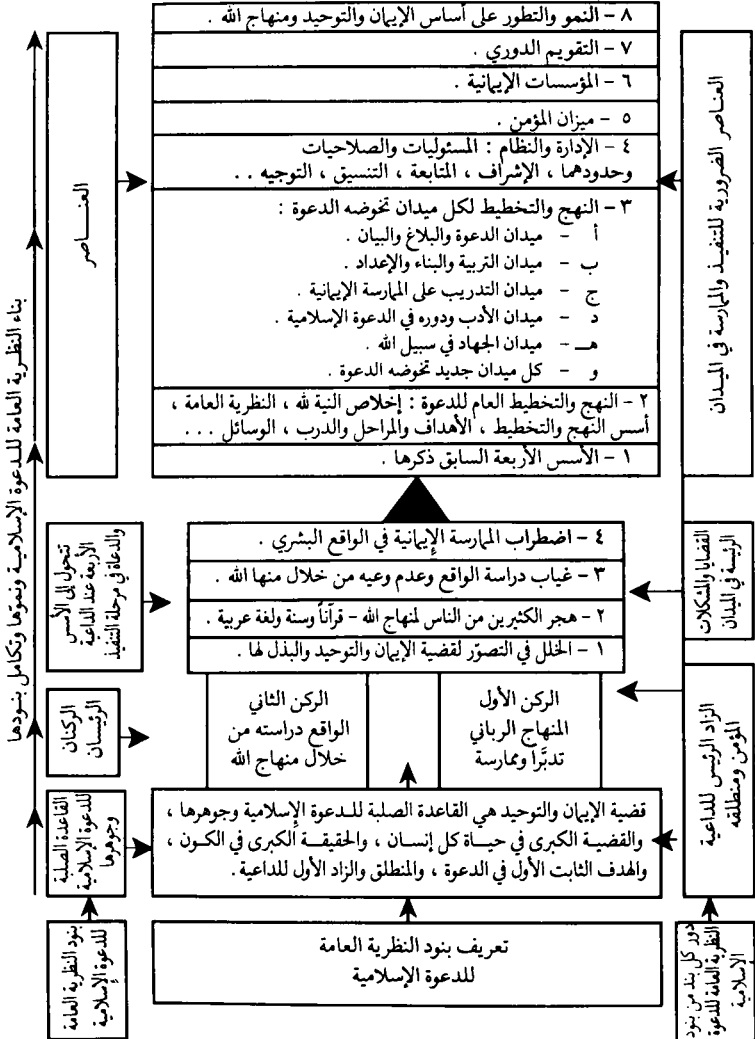 ٨ – النمو والتطور على أساس الإيمان والتوحيد ومنهاج الله .
٧ – التقويم الدوري .
٦ – المؤسسات الإيمانية .
٥ – ميزان المؤمن .
٤ – الإدارة والنظام : المسئوليات والصلاحيات
وحدودهما ، الإشراف ، المتابعة ، التنسيق ، التوجيه . .
٣ – النهج والتخطيط لكل ميدان تخوضه الدعوة :
أ – ميدان الدعوة والبلاغ والبيان .
ب – ميدان التربية والبناء والإعداد .
ج – ميدان التدريب على الممارسة الإيمانية .
د – ميدان الأدب ودوره في الدعوة الإسلامية .
هـ – ميدان الجهاد في سبيل الله .
و – كل ميدان جديد تخوضه الدعوة .
٢ – النهج والتخطيط العام للدعوة : إخلاص النية لله ، النظرية العامة ،
أسس النهج والتخطيط ، الأهداف والمراحل والدرب ، الوسائل . . .
١ – الأسس الأربعة السابق ذكرها .
العناصر الضرورية للتنفيذ والممارسة في الميدان
العناصر
بناء النظرية العامة للدعوة الإسلامية ونموّها وتكامل بنودها
٤ – اضطراب الممارسة الإيمانية في الواقع البشري .
٣ – غياب دراسة الواقع وعدم وعيه من خلال منها الله .
٢ – هجر الكثيرين من الناس لمنهاج الله – قرآناً وسنة ولغة عربية .
١ – الخلل في التصوّر لقضية الإيمان والتوحيد والبذل لها .
القضايا والمشكلات
الرئيسة في الميدان
تتحول إلى الأسس
الأربعة عند الداعية
والدعاة في مرحلة التنفيذ
الركن الأول
المنهاج الرباني
تدبَّراً وممارسة
الركن الثاني
الواقع دراسته من
خلال منهاج الله
الركنان
الرئيسان
الزاد الرئيس للداعية
المؤمن ومنطلقه
قضية الإيمان والتوحيد هي القاعدة الصلبة للدعوة الإسلامية وجوهرها ،
والقضية الكبرى في حياة كل إنسان ، والحقيقة الكبرى في الكون ،
والهدف الثابت الأول في الدعوة ، والمنطلق والزاد الأول للداعية .
القاعدة الصلبة
للدعوة الإسلامية
وجوهرها
دور كل بند من بنود
النظرية العامة للدعوة
الإسلامية
تعريف بنود النظرية العامة
للدعوة الإسلامية
بنود النظرية العامة
للدعوة الإسلامية